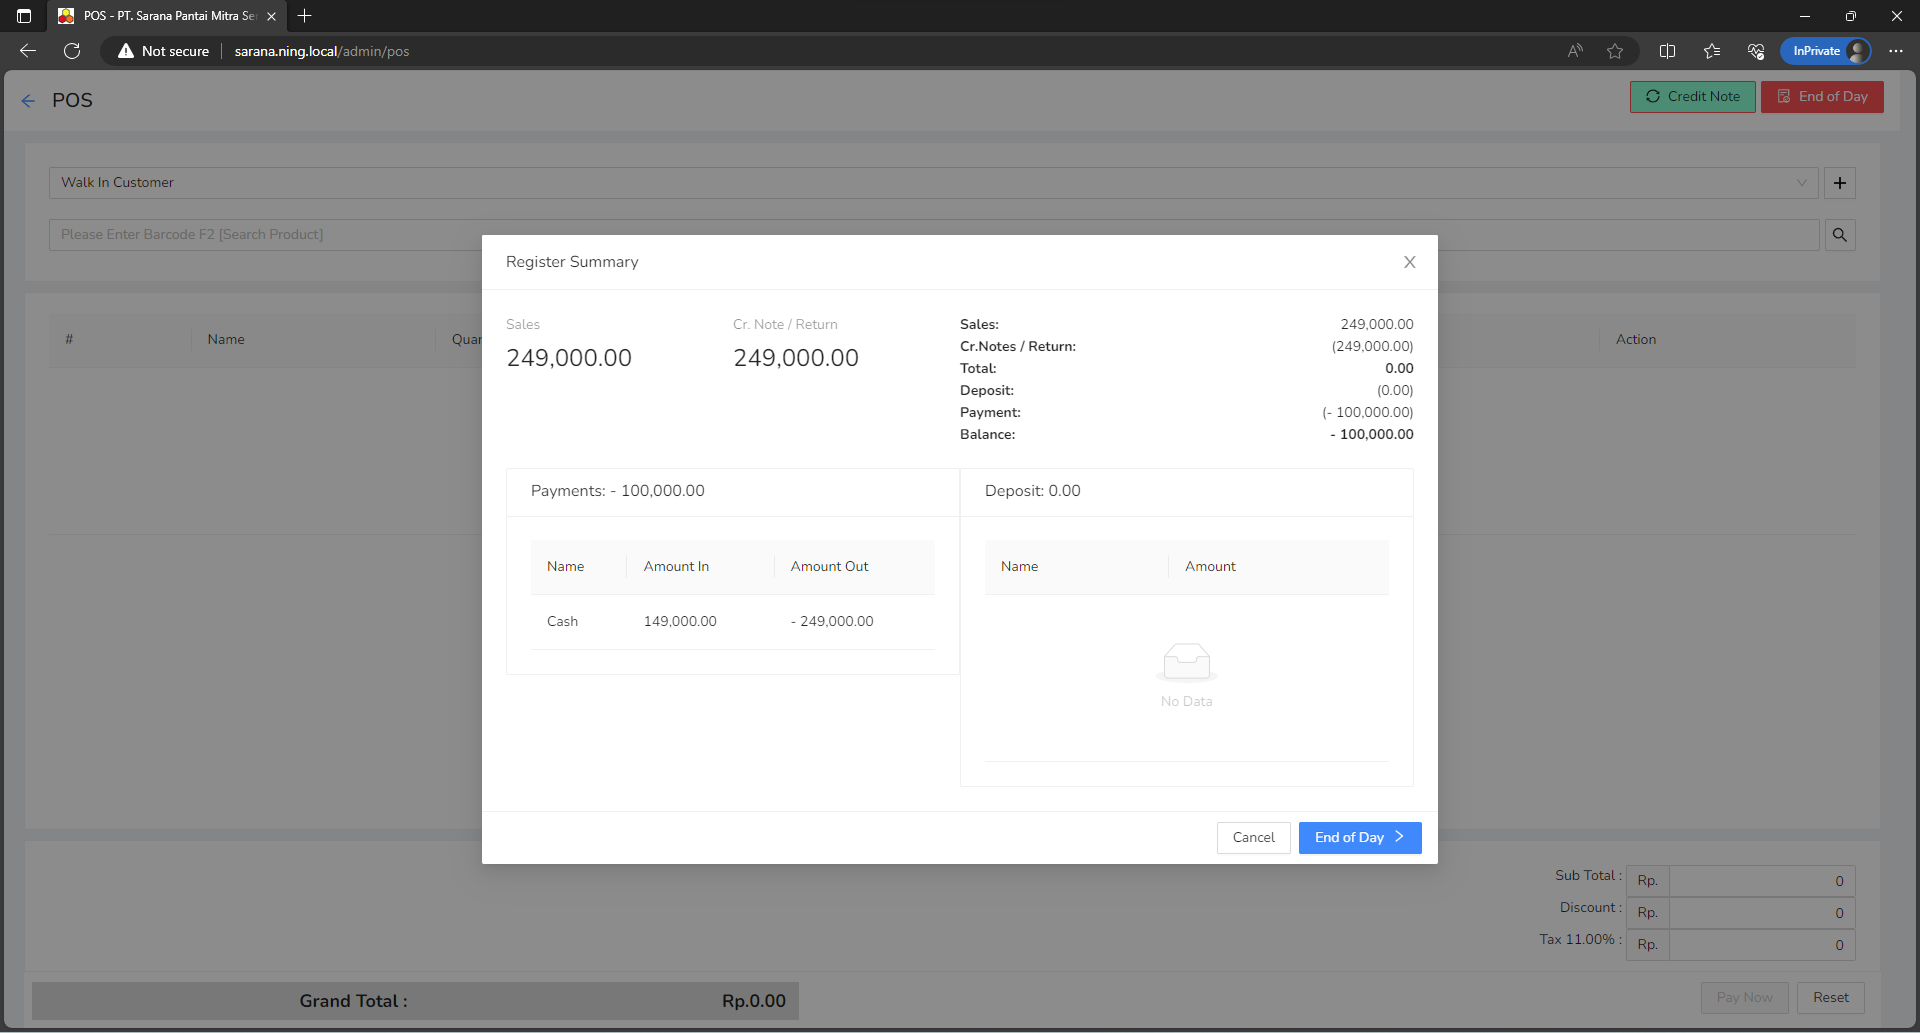 POS - PT. Sarana Pantai Mitra Se
Not secure
sarana.ning.local/admin/pos
InPrivate
POS
Credit Note
End of Day
Walk In Customer
Please Enter Barcode F2 [Search Product]
# Name Quan Action
Register Summary
Sales
249,000.00
Cr. Note / Return
249,000.00
Sales: 249,000.00
Cr.Notes / Return: (249,000.00)
Total: 0.00
Deposit: (0.00)
Payment: (- 100,000.00)
Balance: - 100,000.00
Payments: - 100,000.00
Name Amount In Amount Out
Cash 149,000.00 - 249,000.00
Deposit: 0.00
Name Amount
No Data
Cancel
End of Day
Sub Total : Rp. 0
Discount : Rp. 0
Tax 11.00% : Rp. 0
Grand Total : Rp.0.00
Pay Now
Reset